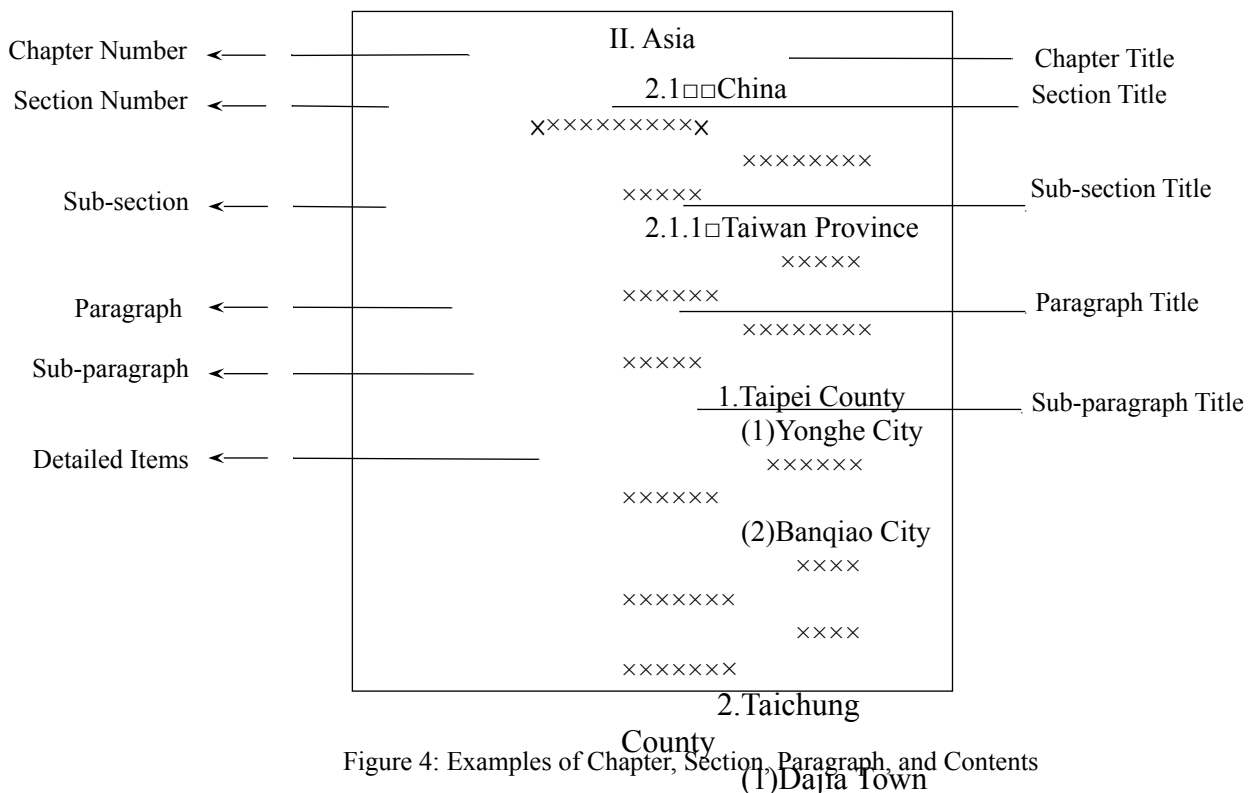 II. Asia
Chapter Number
Chapter Title
2.1□□China
Section Number
Section Title
××××××××××
××××××××
×××××
Sub-section
Sub-section Title
2.1.1□Taiwan Province
×××××
××××××
Paragraph
Paragraph Title
××××××××
×××××
Sub-paragraph
1.Taipei County
Sub-paragraph Title
(1)Yonghe City
Detailed Items
××××××
××××××
(2)Banqiao City
××××
×××××××
××××
×××××××
2.Taichung
County
Figure 4: Examples of Chapter, Section, Paragraph, and Contents
(1)Dajia Town